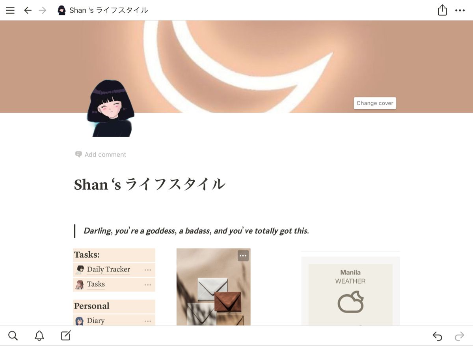 Shan 's ライフスタイル
Change cover
Add comment
Shan 's ライフスタイル
Darling, you're a goddess, a badass, and you've totally got this.
Tasks:
Daily Tracker
Tasks
Personal
Diary
Manila
WEATHER